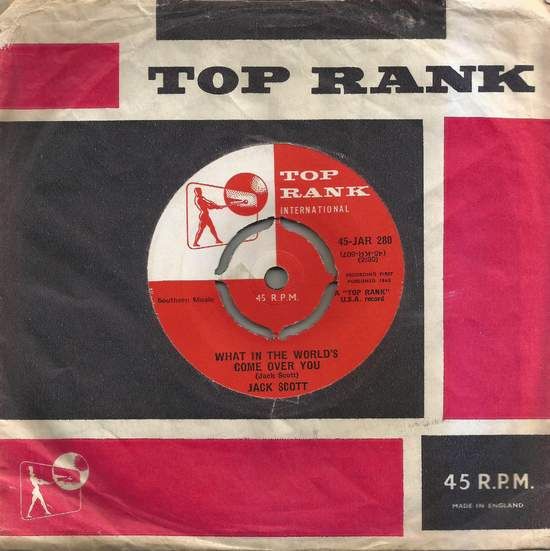 TOP RANK
TOP
RANK
INTERNATIONAL
45-JAR 280
RECORDING FIRST
PUBLISHED 1960
A "TOP RANK"
U.S.A. record
Southern Music
45 R.P.M.
WHAT IN THE WORLD'S
COME OVER YOU
(Jack Scott)
JACK SCOTT
45 R.P.M.
MADE IN ENGLAND